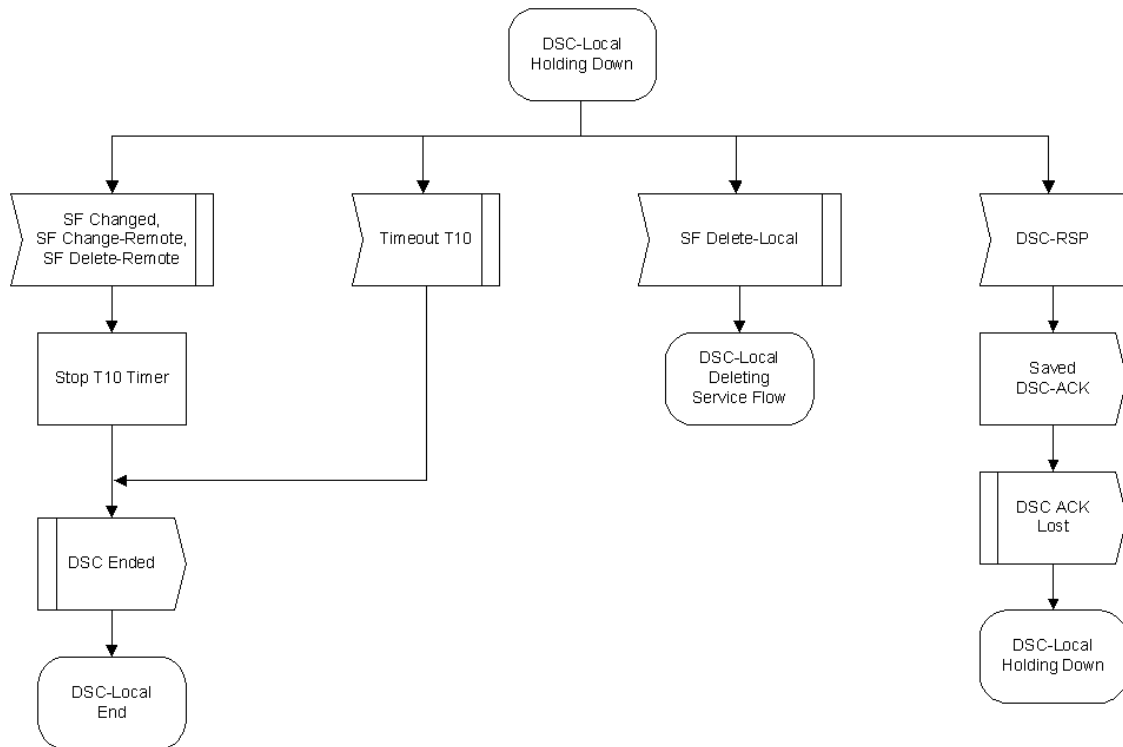 DSC-Local
Holding Down
SF Changed,
SF Change-Remote,
SF Delete-Remote
Timeout T10
SF Delete-Local
DSC-RSP
Stop T10 Timer
DSC-Local
Deleting
Service Flow
Saved
DSC-ACK
DSC ACK
Lost
DSC Ended
DSC-Local
Holding Down
DSC-Local
End